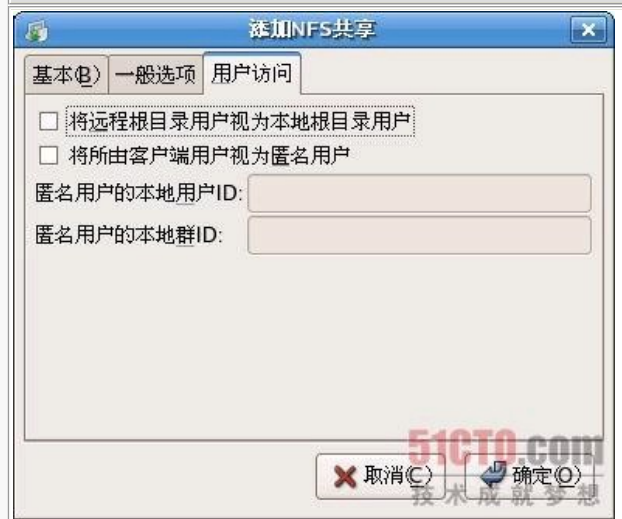 添加NFS共享
基本(B) 一般选项 用户访问
将远程根目录用户视为本地根目录用户
将所由客户端用户视为匿名用户
匿名用户的本地用户ID:
匿名用户的本地群ID:
51CTO.com
取消(C) 确定(O)
技术成就梦想